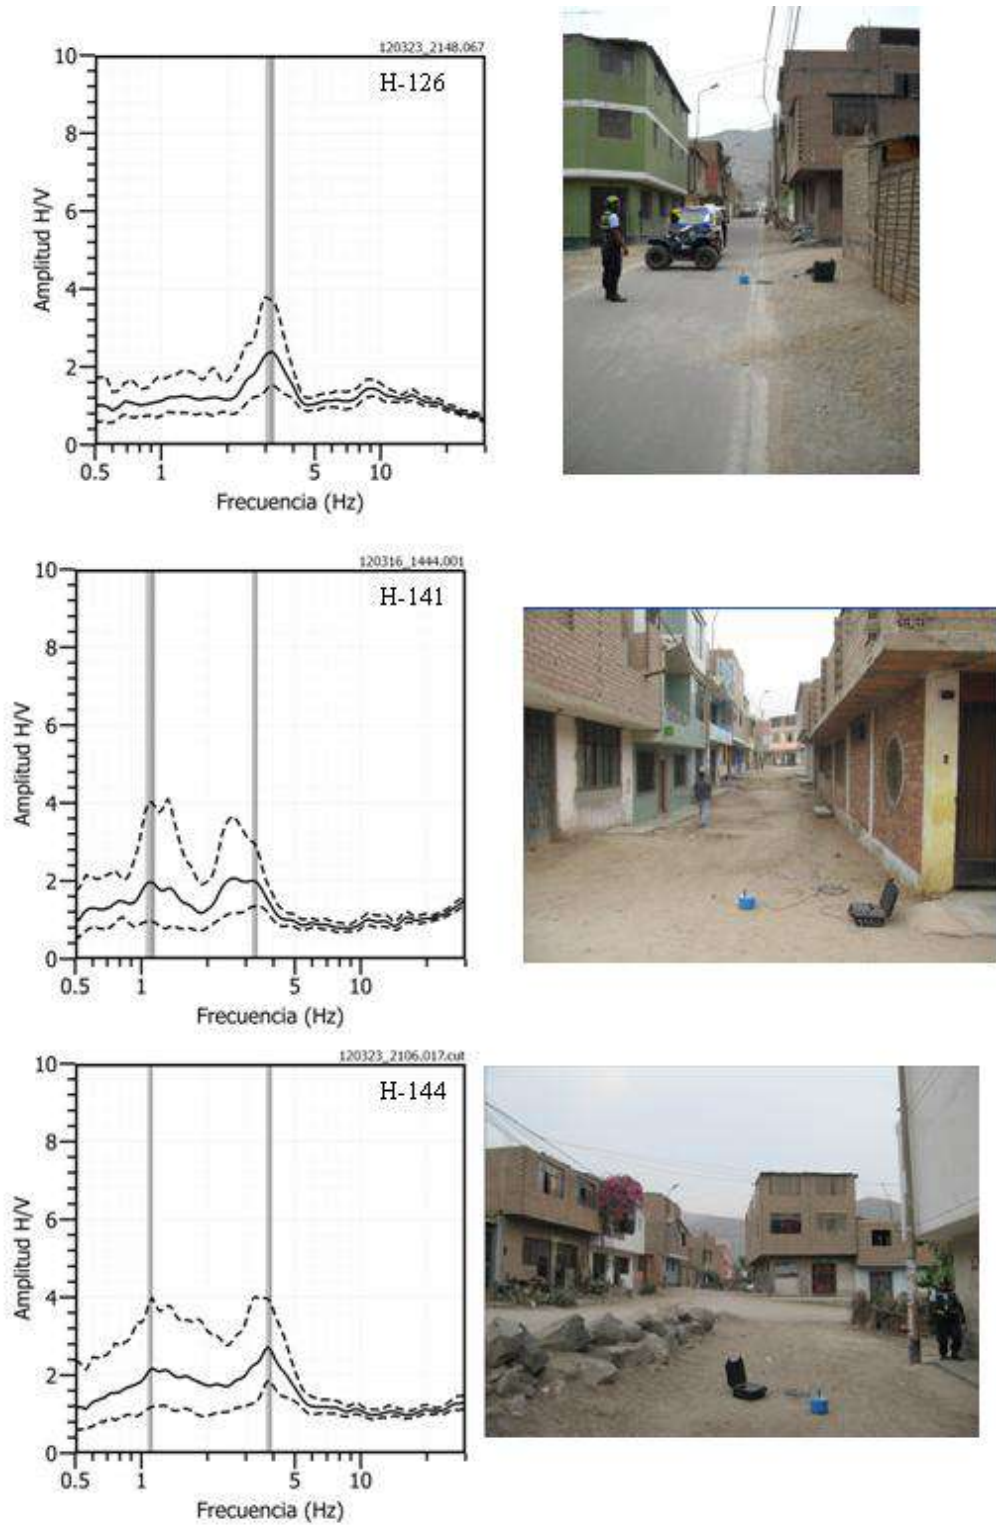 120323_2148.067
10
H-126
8
6
Amplitud H/V
4
2
0
0.5 1 5 10
Frecuencia (Hz)
120316_1444.001
10
H-141
8
6
Amplitud H/V
4
2
0
0.5 1 5 10
Frecuencia (Hz)
120323_2106.017.cut
10
H-144
8
6
Amplitud H/V
4
2
0
0.5 1 5 10
Frecuencia (Hz)